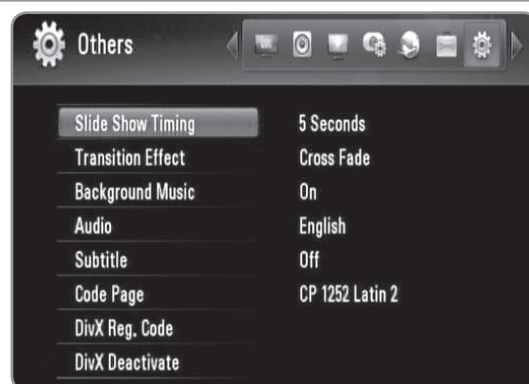 Others
Slide Show Timing 5 Seconds
Transition Effect Cross Fade
Background Music On
Audio English
Subtitle Off
Code Page CP 1252 Latin 2
DivX Reg. Code
DivX Deactivate